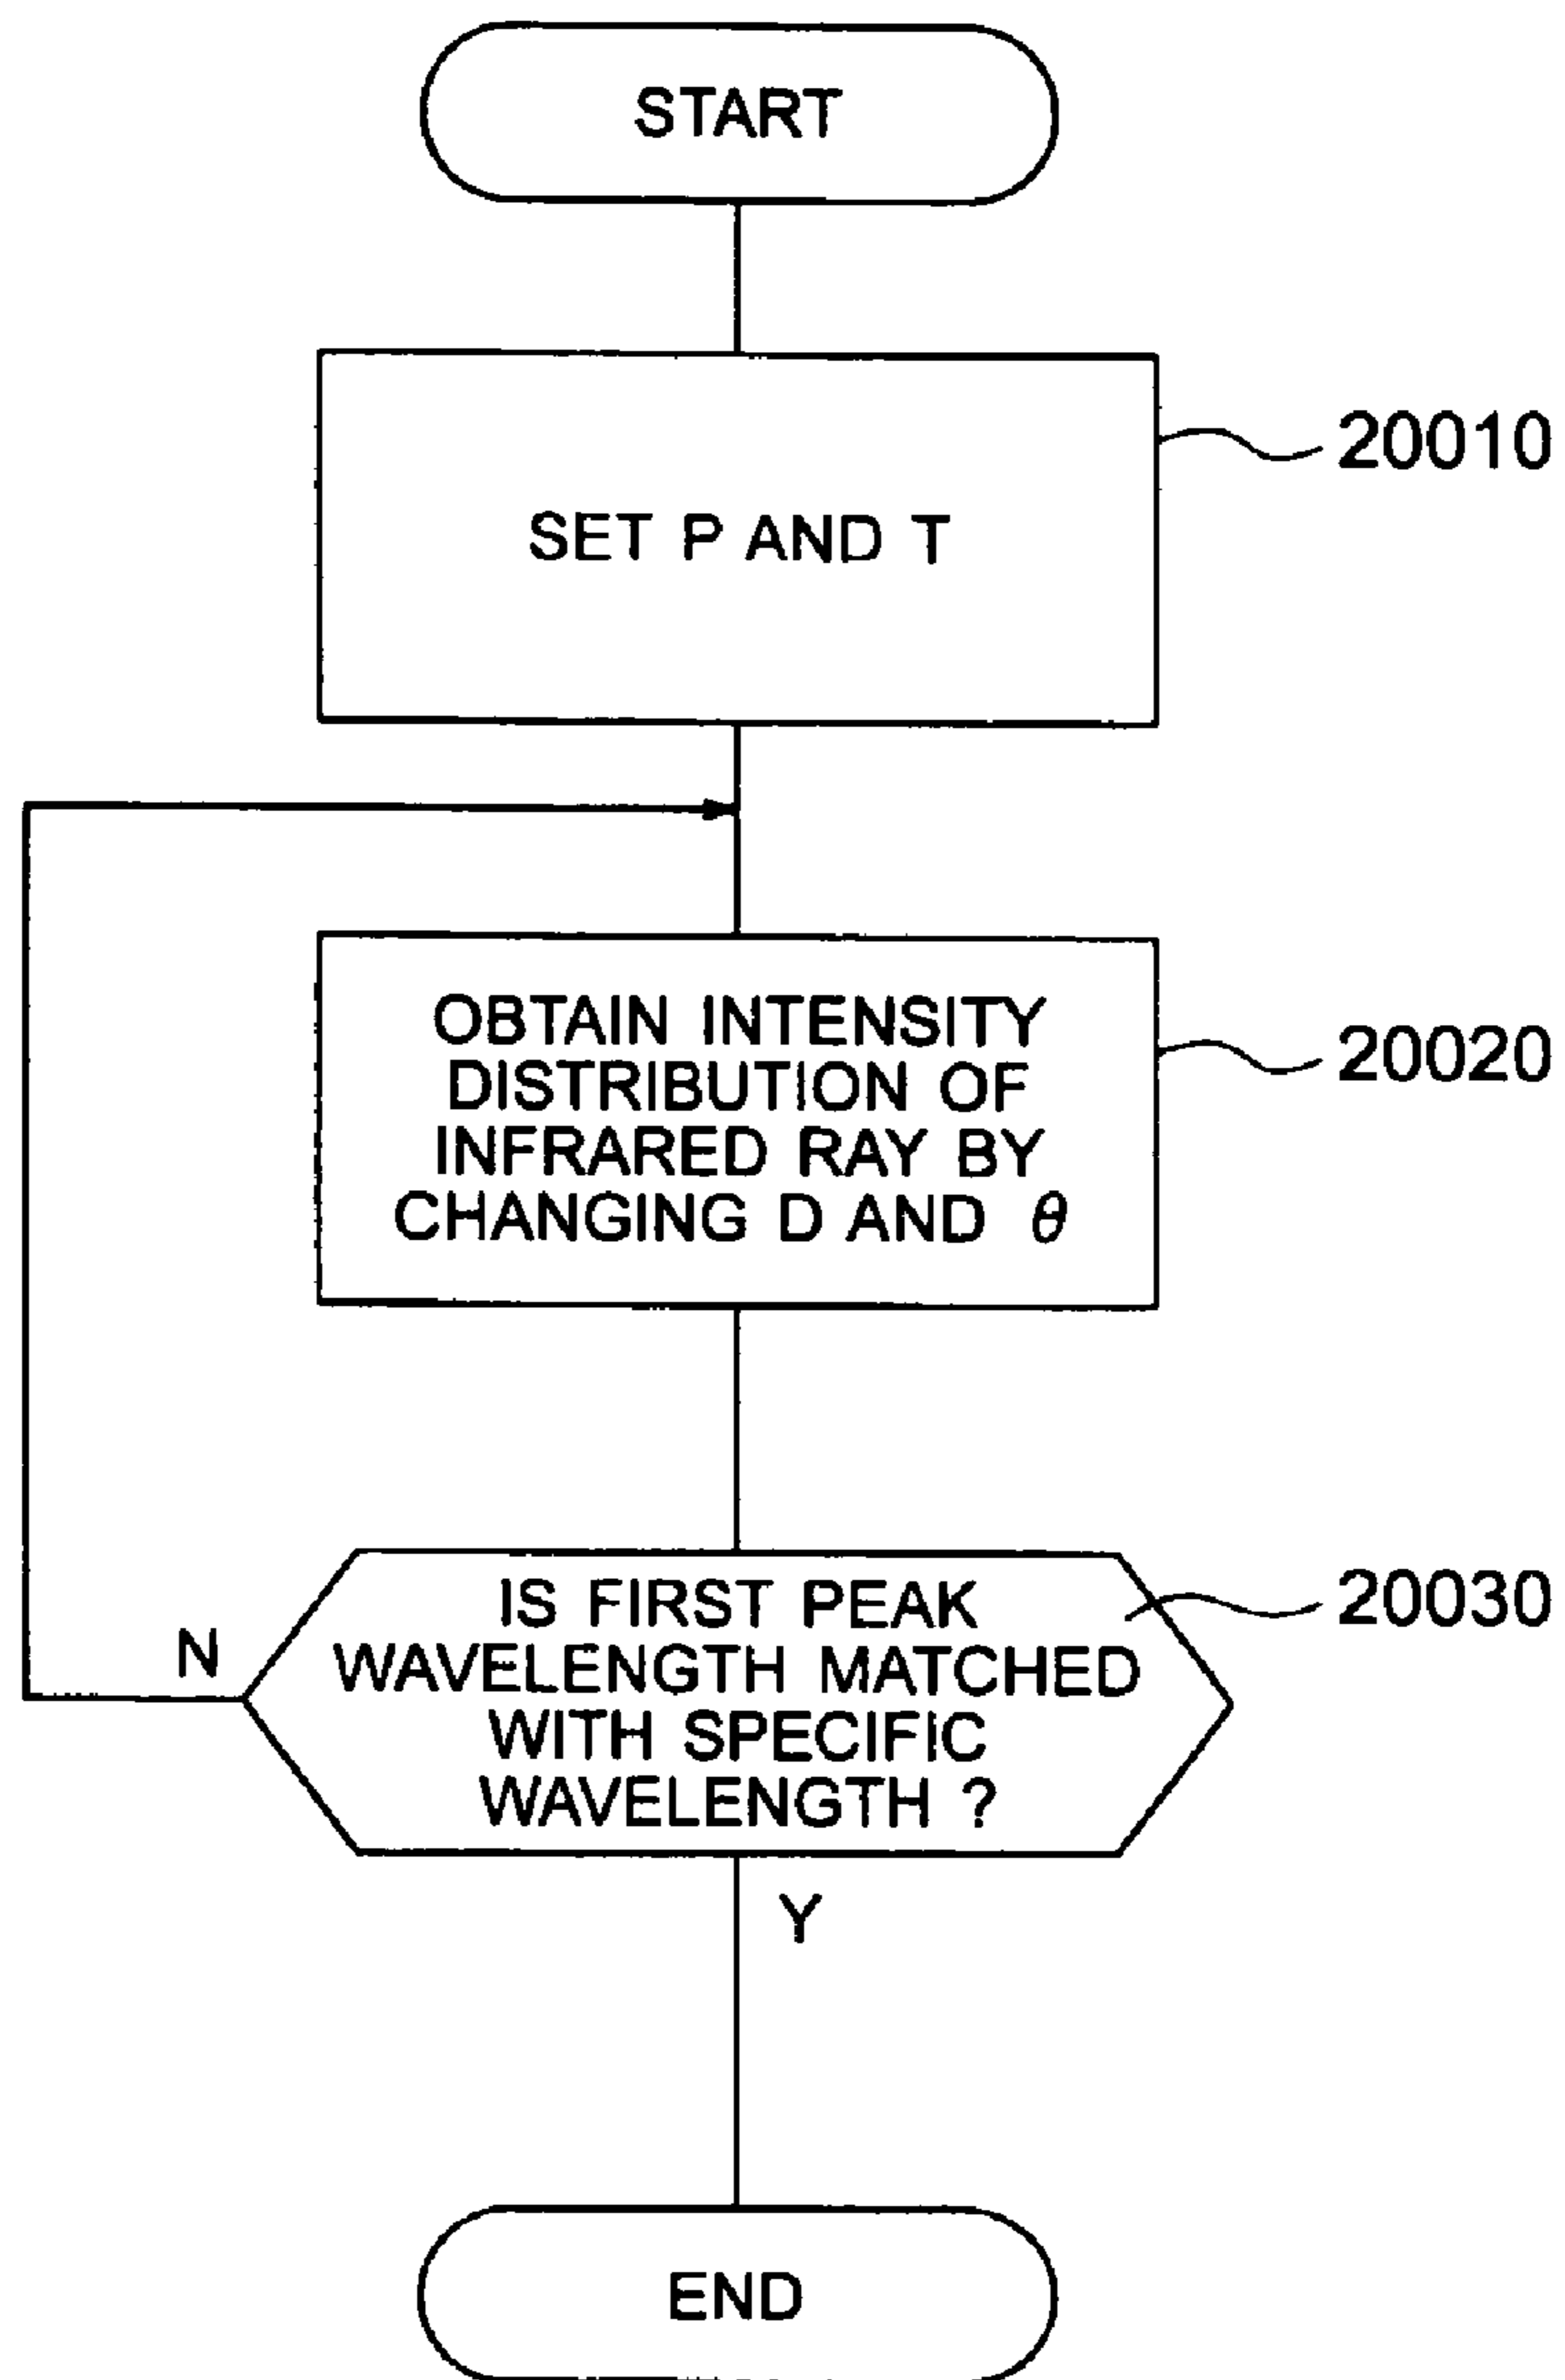 START
20010
SET P AND T
OBTAIN INTENSITY
20020
DISTRIBUTION OF
INFRARED RAY BY
CHANGING D AND θ
IS FIRST PEAK
20030
N
WAVELENGTH MATCHED
WITH SPECIFIC
WAVELENGTH ?
Y
END